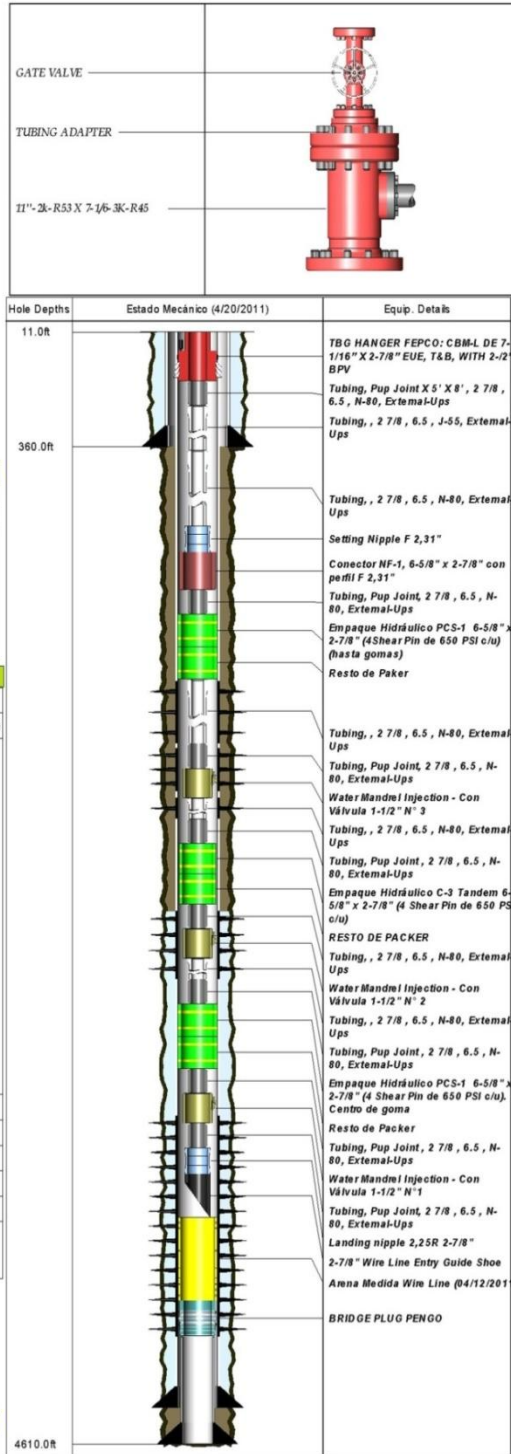 GATE VALVE
TUBING ADAPTER
11"-2k-R53 X 7-1/6-3K-R45
Hole Depths
Estado Mecánico (4/20/2011)
Equip. Details
11.0ft
TBG HANGER FEPCO: CBM-L DE 7-
1/16" X 2-7/8" EUE, T&B, WITH 2-/2"
BPV
Tubing, Pup Joint X 5' X 8' , 2 7/8 ,
6.5 , N-80, External-Ups
Tubing, , 2 7/8 , 6.5 , J-55, External-
Ups
360.0ft
Tubing, , 2 7/8 , 6.5 , N-80, External-
Ups
Setting Nipple F 2,31"
Conector NF-1, 6-5/8" x 2-7/8" con
perfil F 2,31"
Tubing, Pup Joint, 2 7/8 , 6.5 , N-
80, External-Ups
Empaque Hidráulico PCS-1 6-5/8" x
2-7/8" (4Shear Pin de 650 PSI c/u)
(hasta gomas)
Resto de Paker
Tubing, , 2 7/8 , 6.5 , N-80, External-
Ups
Tubing, Pup Joint, 2 7/8 , 6.5 , N-
80, External-Ups
Water Mandrel Injection - Con
Válvula 1-1/2" N° 3
Tubing, , 2 7/8 , 6.5 , N-80, External-
Ups
Tubing, Pup Joint , 2 7/8 , 6.5 , N-
80, External-Ups
Empaque Hidráulico C-3 Tandem 6-
5/8" x 2-7/8" (4 Shear Pin de 650 PSI
c/u)
RESTO DE PACKER
Tubing, , 2 7/8 , 6.5 , N-80, External-
Ups
Water Mandrel Injection - Con
Válvula 1-1/2" N° 2
Tubing, , 2 7/8 , 6.5 , N-80, External-
Ups
Tubing, Pup Joint , 2 7/8 , 6.5 , N-
80, External-Ups
Empaque Hidráulico PCS-1 6-5/8" x
2-7/8" (4 Shear Pin de 650 PSI c/u).
Centro de goma
Resto de Packer
Tubing, Pup Joint , 2 7/8 , 6.5 , N-
80, External-Ups
Water Mandrel Injection - Con
Válvula 1-1/2" N°1
Tubing, Pup Joint, 2 7/8 , 6.5 , N-
80, External-Ups
Landing nipple 2,25R 2-7/8"
2-7/8" Wire Line Entry Guide Shoe
Arena Medida Wire Line (04/12/2011
BRIDGE PLUG PENGO
4610.0ft